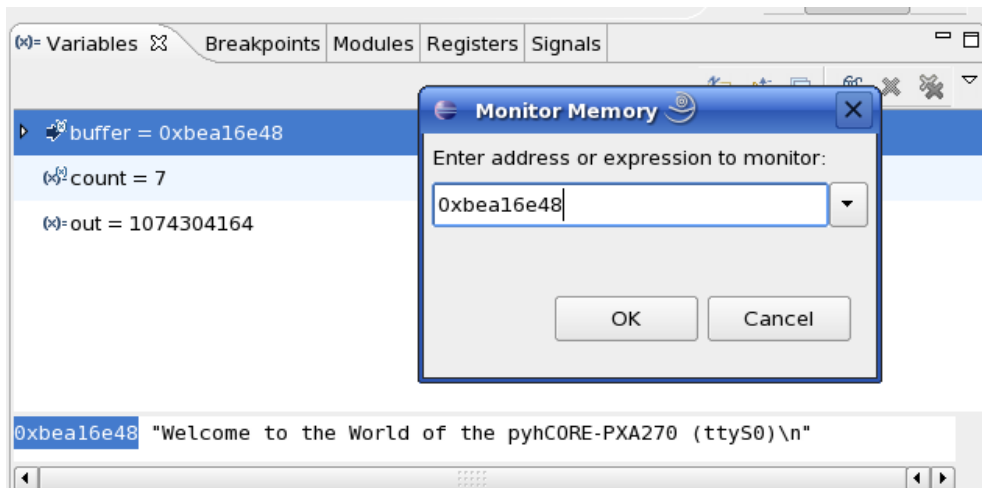 (x)= Variables Breakpoints Modules Registers Signals
Monitor Memory
buffer = 0xbea16e48
Enter address or expression to monitor:
count = 7
0xbea16e48
out = 1074304164
OK Cancel
0xbea16e48 "Welcome to the World of the pyhCORE-PXA270 (ttyS0)\n"